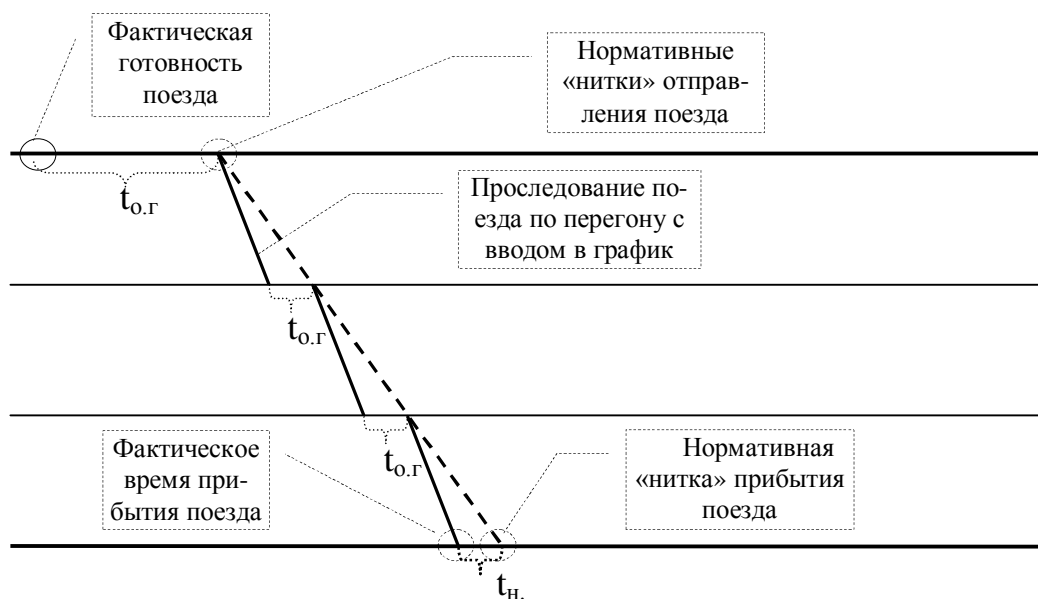 Фактическая
готовность
поезда
Нормативные
«нитки» отправ-
ления поезда
tо.г
Проследование по-
езда по перегону с
вводом в график
tо.г
tо.г
Фактическое
время при-
бытия поезда
Нормативная
«нитка» прибытия
поезда
tн.